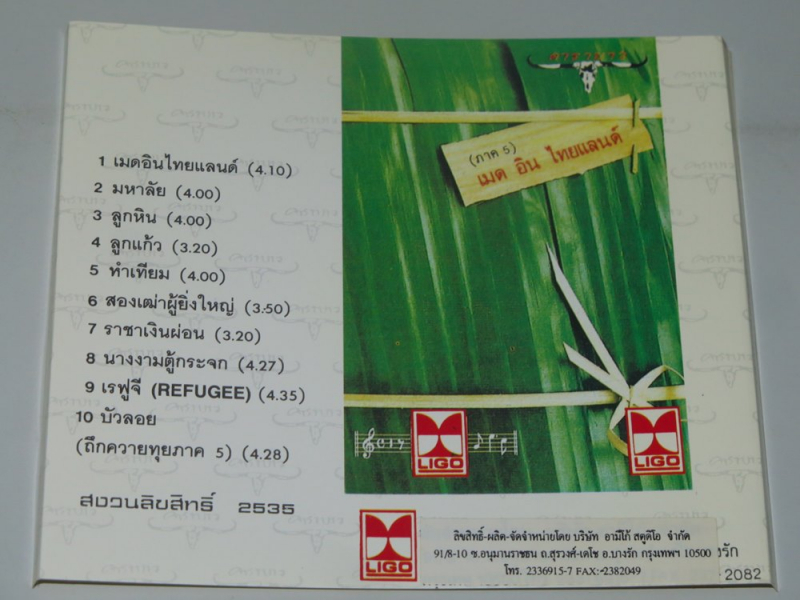 1 เมดอินไทยแลนด์ (4.10)
2 มหาลัย (4.00)
3 ลูกหิน (4.00)
4 ลูกแก้ว (3.20)
5 หำเทียม (4.00)
6 สองเฒ่าผู้ยิ่งใหญ่ (3.50)
7 ราชาเงินผ่อน (3.20)
8 นางงามตู้กระจก (4.27)
9 เรฟูจี (REFUGEE) (4.35)
10 บัวลอย
(ถึกควายทุยภาค 5) (4.28)
สงวนลิขสิทธิ์ 2535
คาราบาว
(ภาค 5)
เมด อิน ไทยแลนด์
LIGO
LIGO
LIGO
ลิขสิทธิ์-ผลิต-จัดจำหน่ายโดย บริษัท อามีโก้ สตูดิโอ จำกัด
91/8-10 ซ.อนุมานราชธน ถ.สุรวงศ์-เดโช อ.บางรัก กรุงเทพฯ 10500 งรัก
โทร. 2336915-7 FAX:-2382049
2082